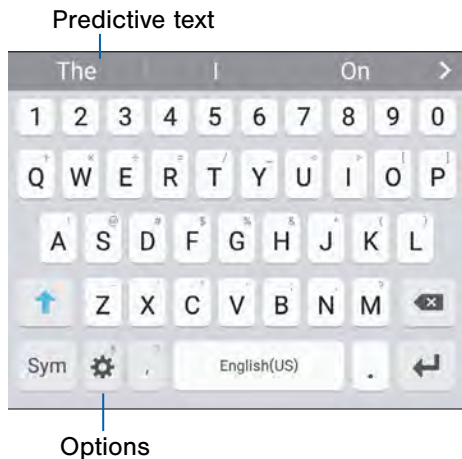 Predictive text
The I On >
1 2 3 4 5 6 7 8 9 0
Q W E R T Y U I O P
A S D F G H J K L
Z X C V B N M
Sym , English(US) .
Options